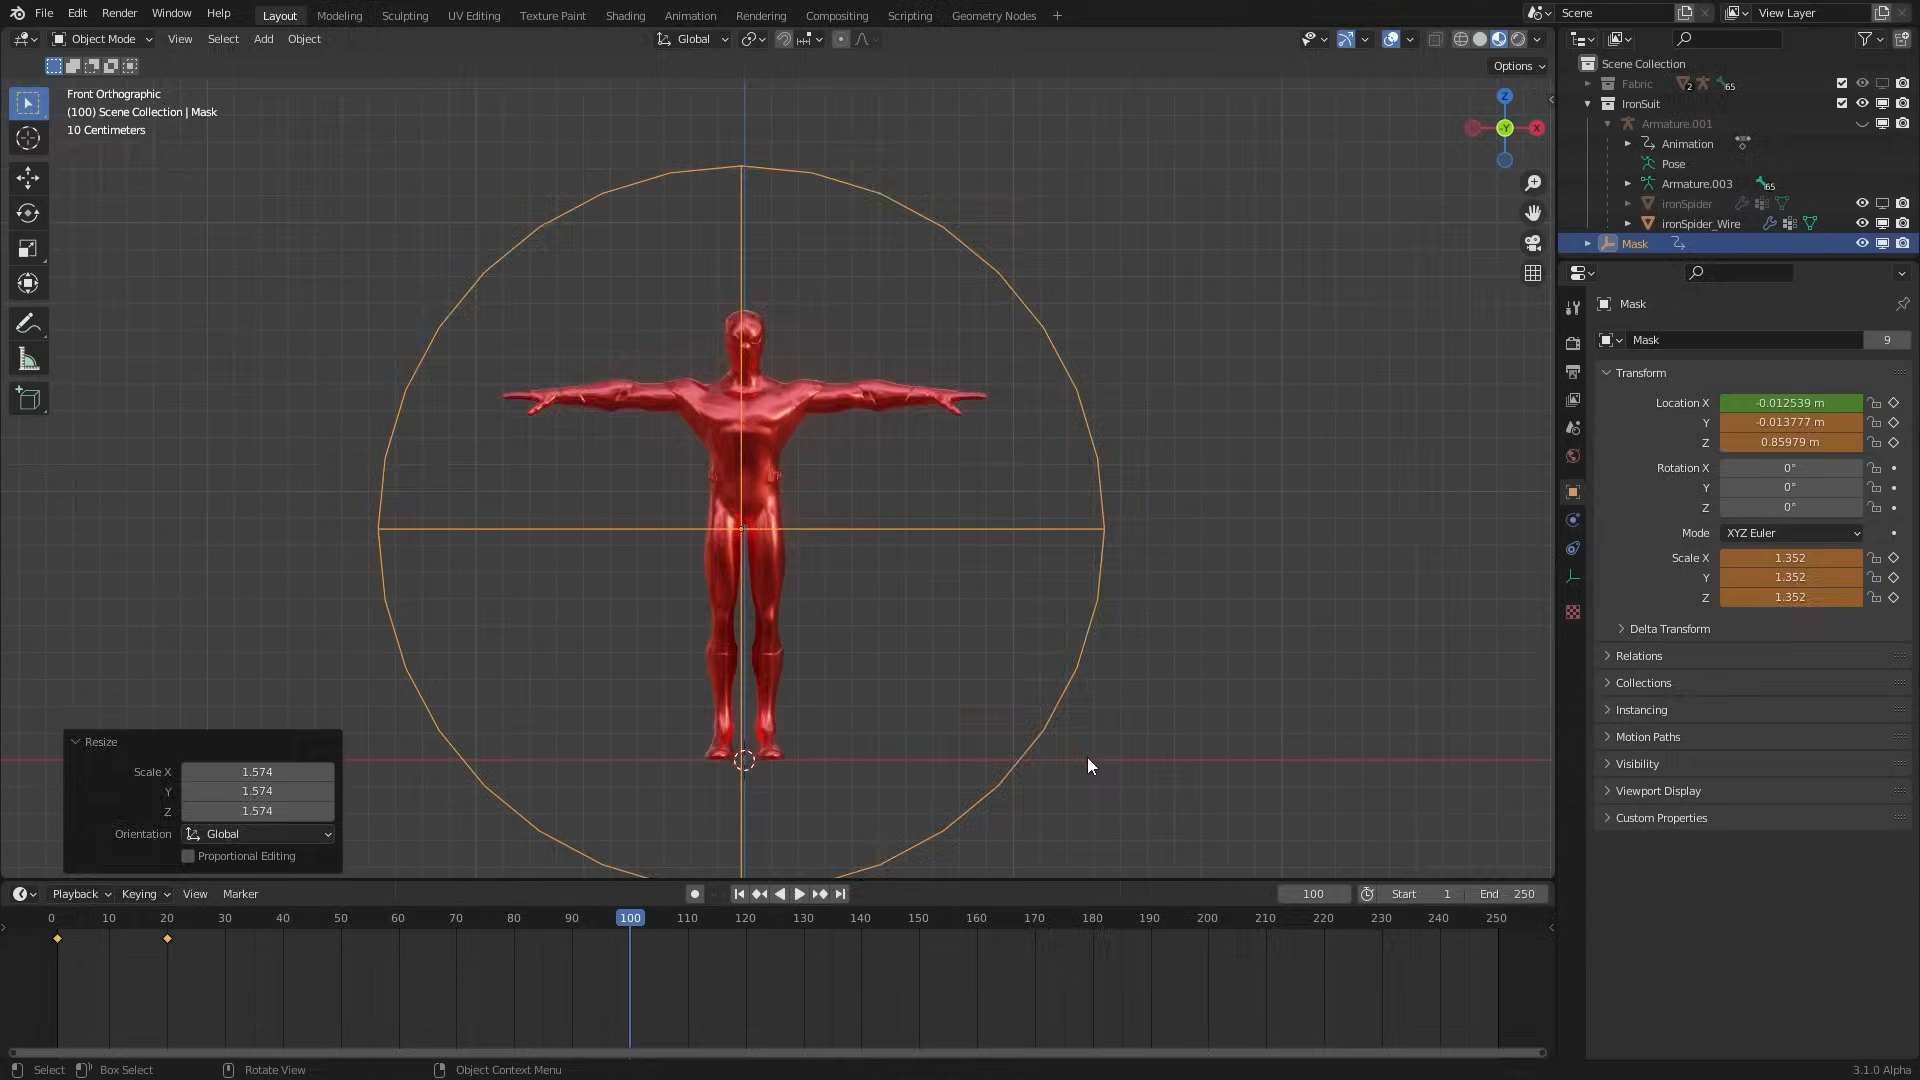 File Edit Render Window Help Layout Modeling Sculpting UV Editing Texture Paint Shading Animation Rendering Compositing Scripting Geometry Nodes + Scene View Layer
Object Mode View Select Add Object Global
Options
Front Orthographic
(100) Scene Collection | Mask
10 Centimeters
Z
-Y
X
Scene Collection
Fabric 2 65
IronSuit
Armature.001
Animation
Pose
Armature.003 65
ironSpider
ironSpider_Wire
Mask
Mask
Mask 9
Transform
Location X -0.012539 m
Y -0.013777 m
Z 0.85979 m
Rotation X 0°
Y 0°
Z 0°
Mode XYZ Euler
Scale X 1.352
Y 1.352
Z 1.352
Delta Transform
Relations
Collections
Instancing
Motion Paths
Visibility
Viewport Display
Custom Properties
Resize
Scale X 1.574
Y 1.574
Z 1.574
Orientation Global
Proportional Editing
Playback Keying View Marker 100 Start 1 End 250
0 10 20 30 40 50 60 70 80 90 100 110 120 130 140 150 160 170 180 190 200 210 220 230 240 250
Select Box Select Rotate View Object Context Menu 3.1.0 Alpha